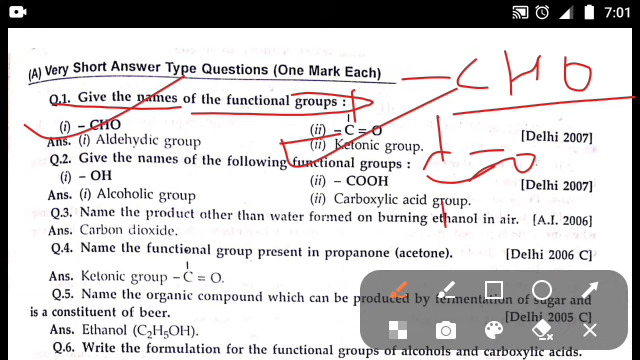 7:01
(A) Very Short Answer Type Questions (One Mark Each)
– CHO
Q.1. Give the names of the functional groups :
(i) – CHO (ii) – C = O
Ans. (i) Aldehydic group (ii) Ketonic group. [Delhi 2007]
Q.2. Give the names of the following functional groups :
(i) – OH (ii) – COOH [Delhi 2007]
Ans. (i) Alcoholic group (ii) Carboxylic acid group.
Q.3. Name the product other than water formed on burning ethanol in air. [A.I. 2006]
Ans. Carbon dioxide.
Q.4. Name the functional group present in propanone (acetone). [Delhi 2006 C]
Ans. Ketonic group – C = O.
Q.5. Name the organic compound which can be produced by fermentation of sugar and
is a constituent of beer. [Delhi 2005 C]
Ans. Ethanol (C₂H₅OH).
Q.6. Write the formulation for the functional groups of alcohols and carboxylic acids.